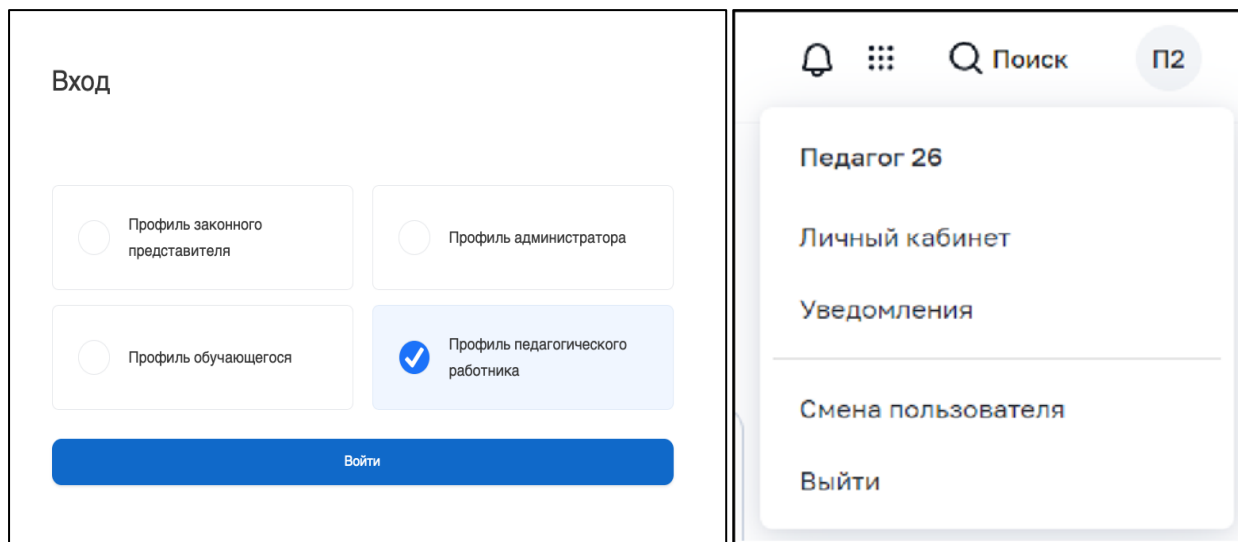 Вход
Профиль законного
представителя
Профиль администратора
Профиль обучающегося
Профиль педагогического
работника
Войти
Поиск
П2
Педагог 26
Личный кабинет
Уведомления
Смена пользователя
Выйти